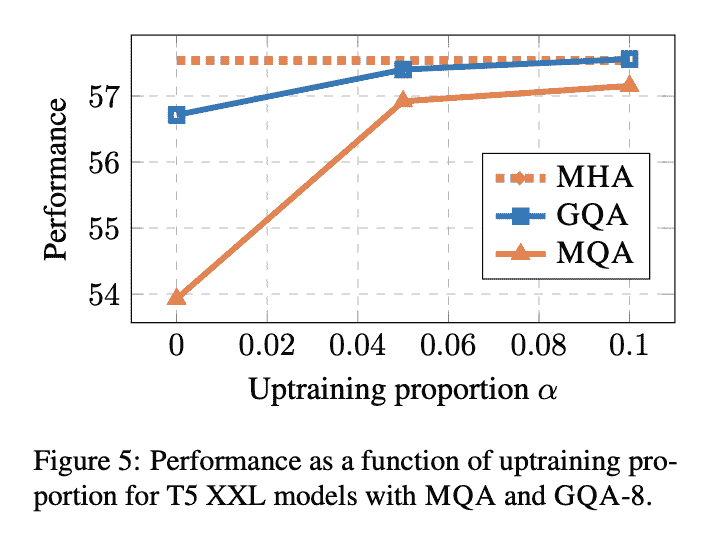 57
56
55
54
Performance
MHA
GQA
MQA
0 0.02 0.04 0.06 0.08 0.1
Uptraining proportion α
Figure 5: Performance as a function of uptraining pro-
portion for T5 XXL models with MQA and GQA-8.